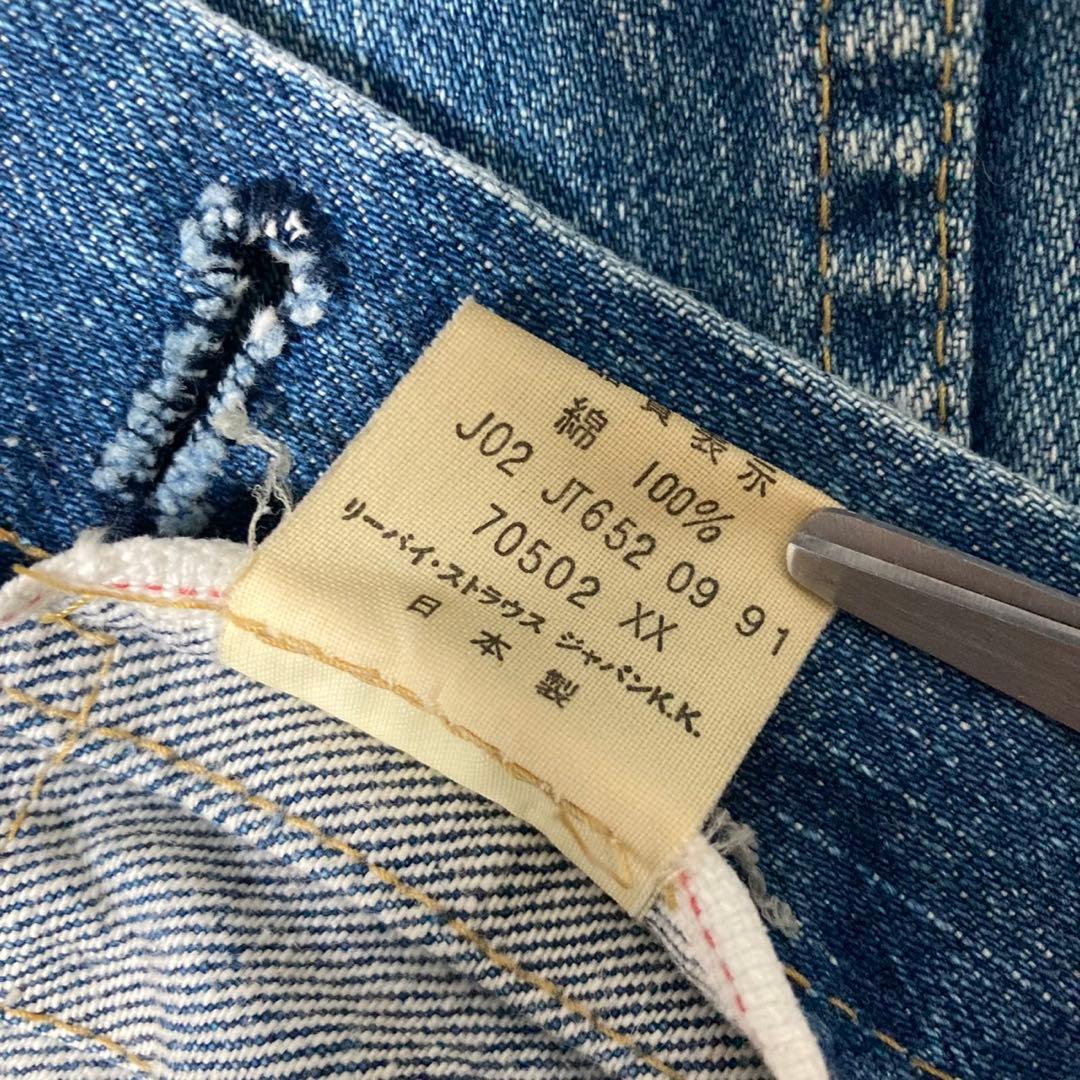 質表示
綿 100%
J02 JT652 09 91
70502 XX
リーバイ・ストラウス ジャパンK.K.
日本製